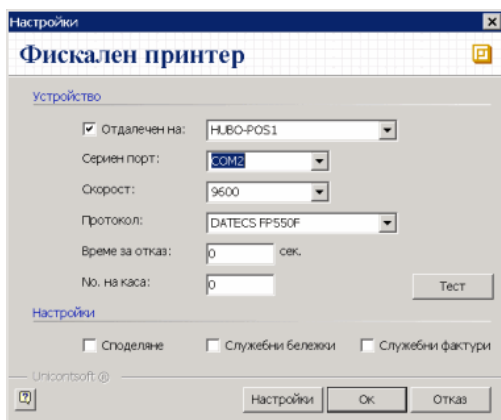 Настройки
Фискален принтер
Устройство
Отдалечен на: HUBO-POS1
Сериен порт: COM2
Скорост: 9600
Протокол: DATECS FP550F
Време за отказ: 0 сек.
No. на каса: 0 Тест
Настройки
Споделяне Служебни бележки Служебни фактури
Unicontsoft ®
? Настройки Ок Отказ